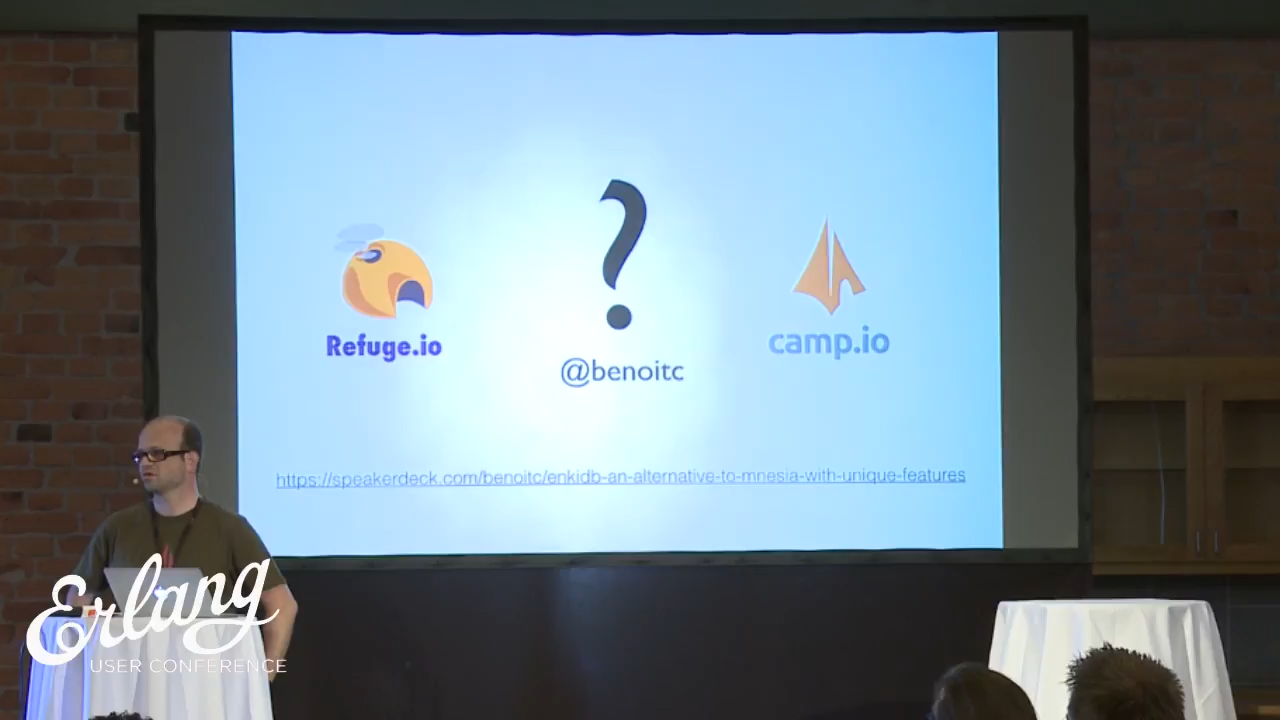 ?
Refuge.io
@benoitc
camp.io
https://speakerdeck.com/benoitc/enkidb-an-alternative-to-mnesia-with-unique-features
Erlang
USER CONFERENCE